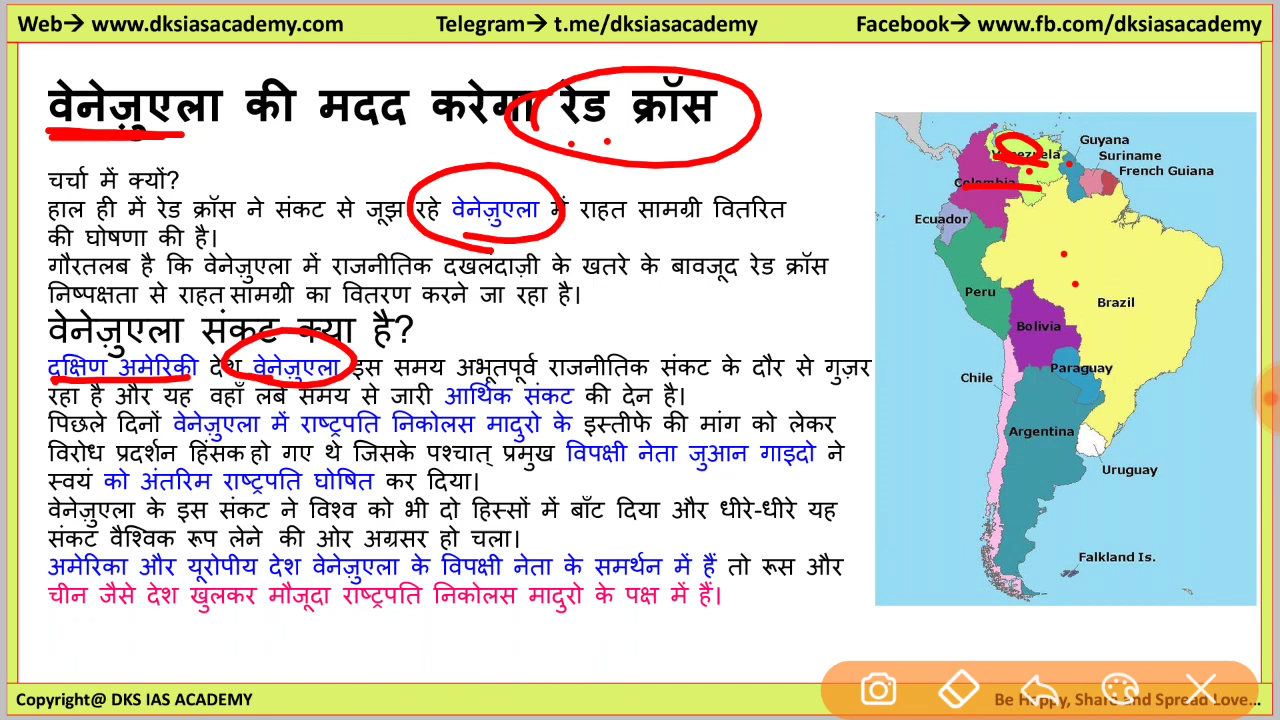 Web→ www.dksiasacademy.com Telegram→ t.me/dksiasacademy Facebook→ www.fb.com/dksiasacademy
वेनेज़ुएला की मदद करेगा रेड क्रॉस
चर्चा में क्यों?
हाल ही में रेड क्रॉस ने संकट से जूझ रहे वेनेज़ुएला में राहत सामग्री वितरित
की घोषणा की है।
गौरतलब है कि वेनेज़ुएला में राजनीतिक दखलंदाज़ी के खतरे के बावजूद रेड क्रॉस
निष्पक्षता से राहत सामग्री का वितरण करने जा रहा है।
वेनेज़ुएला संकट क्या है?
दक्षिण अमेरिकी देश वेनेज़ुएला इस समय अभूतपूर्व राजनीतिक संकट के दौर से गुज़र
रहा है और यह वहाँ लंबे समय से जारी आर्थिक संकट की देन है।
पिछले दिनों वेनेज़ुएला में राष्ट्रपति निकोलस मादुरो के इस्तीफे की मांग को लेकर
विरोध प्रदर्शन हिंसक हो गए थे जिसके पश्चात् प्रमुख विपक्षी नेता जुआन गाइदो ने
स्वयं को अंतरिम राष्ट्रपति घोषित कर दिया।
वेनेज़ुएला के इस संकट ने विश्व को भी दो हिस्सों में बाँट दिया और धीरे-धीरे यह
संकट वैश्विक रूप लेने की ओर अग्रसर हो चला।
अमेरिका और यूरोपीय देश वेनेज़ुएला के विपक्षी नेता के समर्थन में हैं तो रूस और
चीन जैसे देश खुलकर मौजूदा राष्ट्रपति निकोलस मादुरो के पक्ष में हैं।
Guyana
Venezuela
Suriname
French Guiana
Colombia
Ecuador
Peru
Brazil
Bolivia
Paraguay
Chile
Argentina
Uruguay
Falkland Is.
Copyright@ DKS IAS ACADEMY Be Happy, Share and Spread Love...